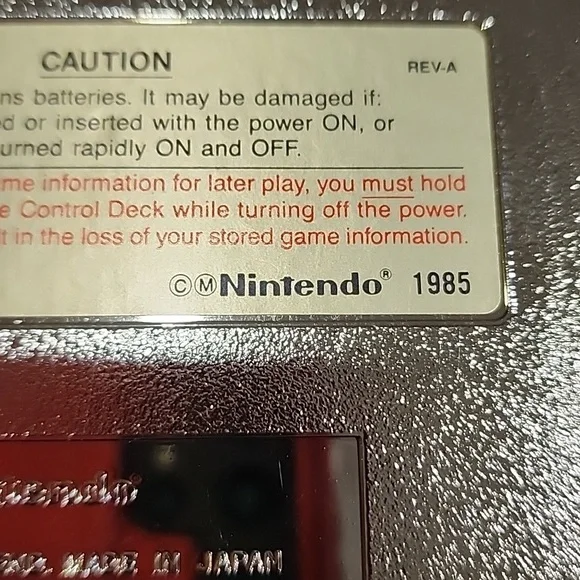 CAUTION
REV-A
ns batteries. It may be damaged if:
d or inserted with the power ON, or
urned rapidly ON and OFF.
me information for later play, you must hold
e Control Deck while turning off the power.
t in the loss of your stored game information.
©ⓂNintendo® 1985
MADE IN JAPAN